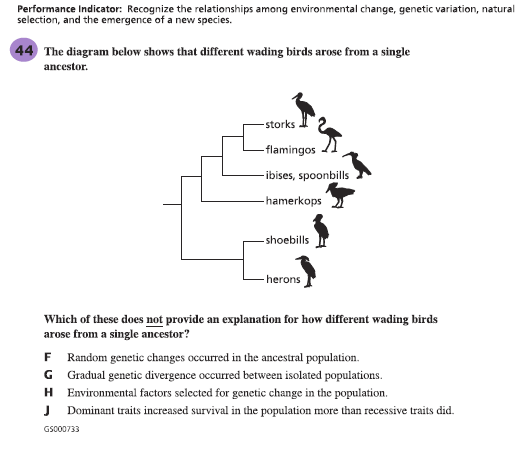 Performance Indicator: Recognize the relationships among environmental change, genetic variation, natural
selection, and the emergence of a new species.
44 The diagram below shows that different wading birds arose from a single
ancestor.
storks
flamingos
ibises, spoonbills
hamerkops
shoebills
herons
Which of these does not provide an explanation for how different wading birds
arose from a single ancestor?
F Random genetic changes occurred in the ancestral population.
G Gradual genetic divergence occurred between isolated populations.
H Environmental factors selected for genetic change in the population.
J Dominant traits increased survival in the population more than recessive traits did.
GS000733